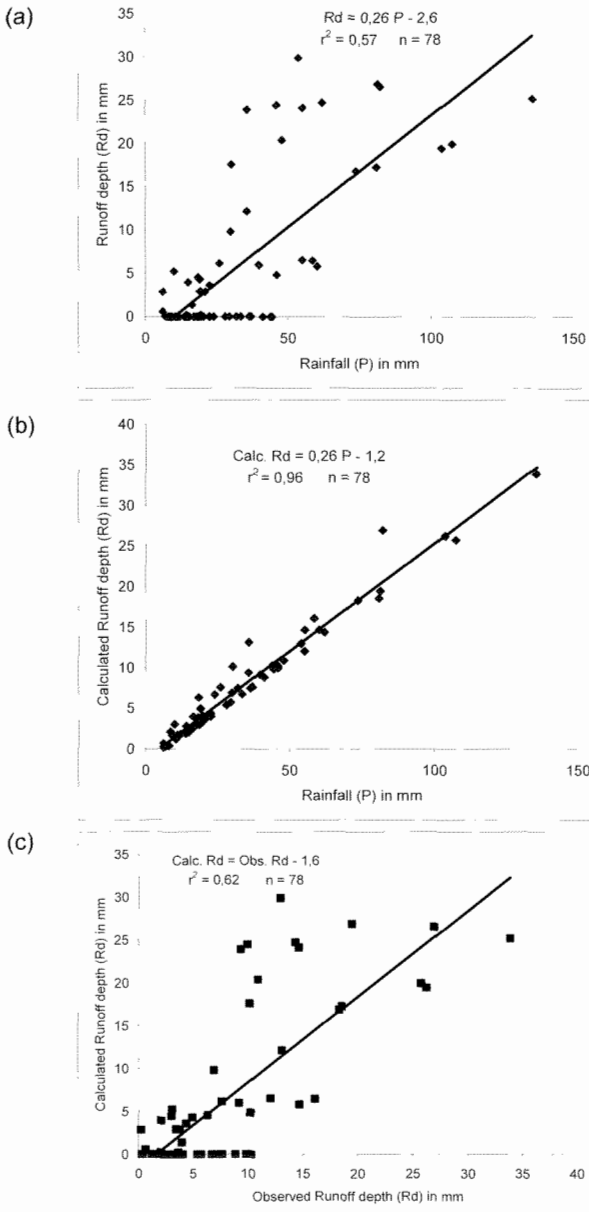 (a)
Rd = 0,26 P - 2,6
r² = 0,57 n = 78
35
30
25
20
15
10
5
0
0 50 100 150
Runoff depth (Rd) in mm
Rainfall (P) in mm
(b)
Calc. Rd = 0,26 P - 1,2
r² = 0,96 n = 78
40
35
30
25
20
15
10
5
0
0 50 100 150
Calculated Runoff depth (Rd) in mm
Rainfall (P) in mm
(c)
Calc. Rd = Obs. Rd - 1,6
r² = 0,62 n = 78
35
30
25
20
15
10
5
0
0 5 10 15 20 25 30 35 40
Calculated Runoff depth (Rd) in mm
Observed Runoff depth (Rd) in mm